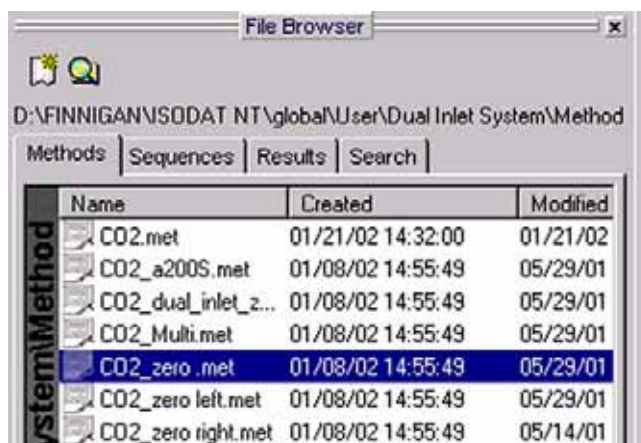 File Browser
D:\FINNIGAN\ISODAT NT\global\User\Dual Inlet System\Method
Methods Sequences Results Search
Name Created Modified
CO2.met 01/21/02 14:32:00 01/21/02
CO2_a200S.met 01/08/02 14:55:49 05/29/01
CO2_dual_inlet_z... 01/08/02 14:55:49 05/29/01
CO2_Multi.met 01/08/02 14:55:49 05/29/01
CO2_zero .met 01/08/02 14:55:49 05/29/01
CO2_zero left.met 01/08/02 14:55:49 05/29/01
CO2_zero right.met 01/08/02 14:55:49 05/14/01
ystem\Method